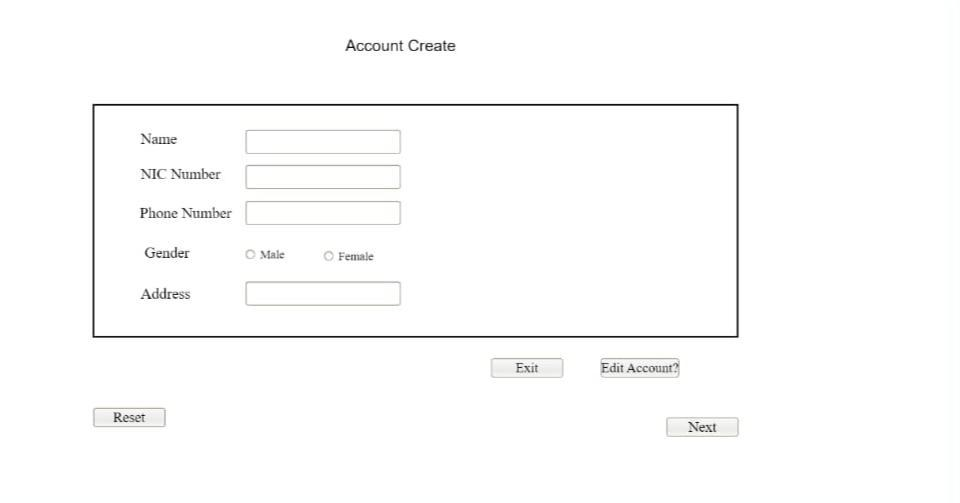 Account Create
Name
NIC Number
Phone Number
Gender Male Female
Address
Exit Edit Account?
Reset
Next